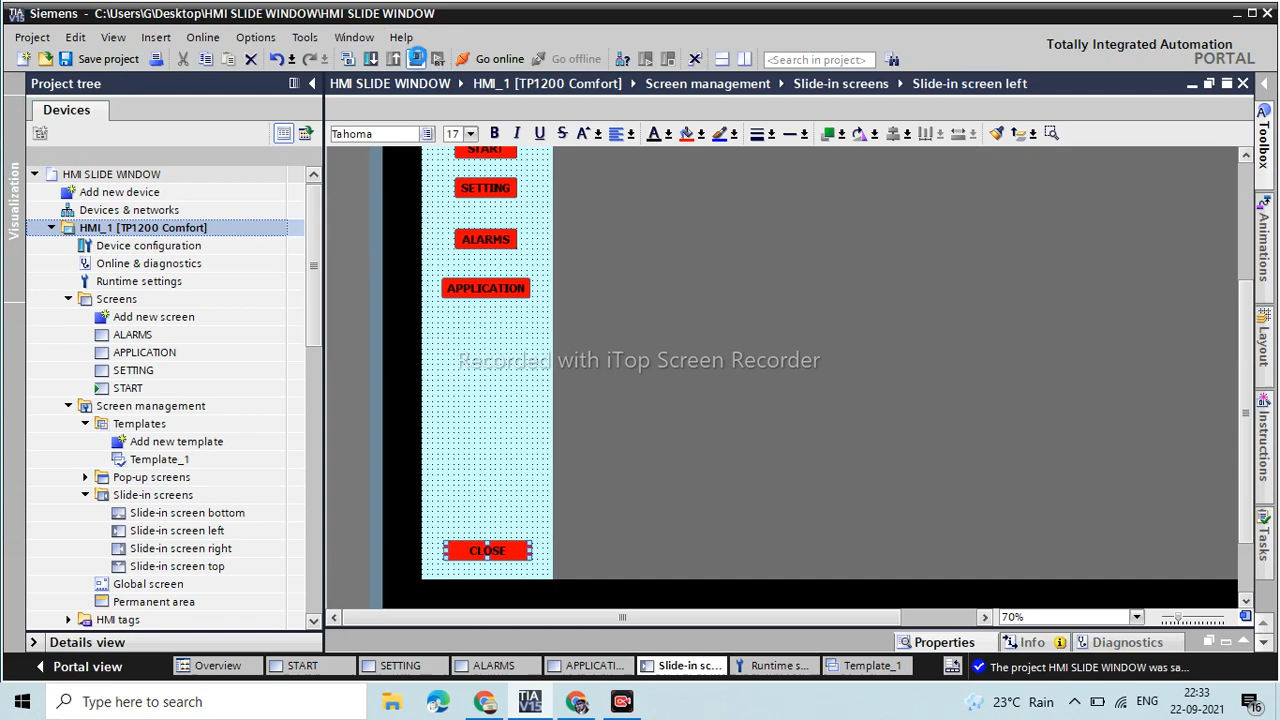 Siemens - C:\Users\G\Desktop\HMI SLIDE WINDOW\HMI SLIDE WINDOW
TIA
V15
Project Edit View Insert Online Options Tools Window Help
Totally Integrated Automation
PORTAL
Save project
Go online
Go offline
<Search in project>
Project tree
HMI SLIDE WINDOW
HMI_1 [TP1200 Comfort]
Screen management
Slide-in screens
Slide-in screen left
Devices
Tahoma
17
B I U S A
Visualization
HMI SLIDE WINDOW
Add new device
Devices & networks
HMI_1 [TP1200 Comfort]
Device configuration
Online & diagnostics
Runtime settings
Screens
Add new screen
ALARMS
APPLICATION
SETTING
START
Screen management
Templates
Add new template
Template_1
Pop-up screens
Slide-in screens
Slide-in screen bottom
Slide-in screen left
Slide-in screen right
Slide-in screen top
Global screen
Permanent area
HMI tags
Details view
START
SETTING
ALARMS
APPLICATION
CLOSE
Recorded with iTop Screen Recorder
70%
Toolbox
Animations
Layout
Instructions
Tasks
Properties
Info
Diagnostics
Portal view
Overview
START
SETTING
ALARMS
APPLICATI...
Slide-in sc...
Runtime s...
Template_1
The project HMI SLIDE WINDOW was sa...
Type here to search
TIA
V15
23°C Rain
ENG
22:33
22-09-2021
16